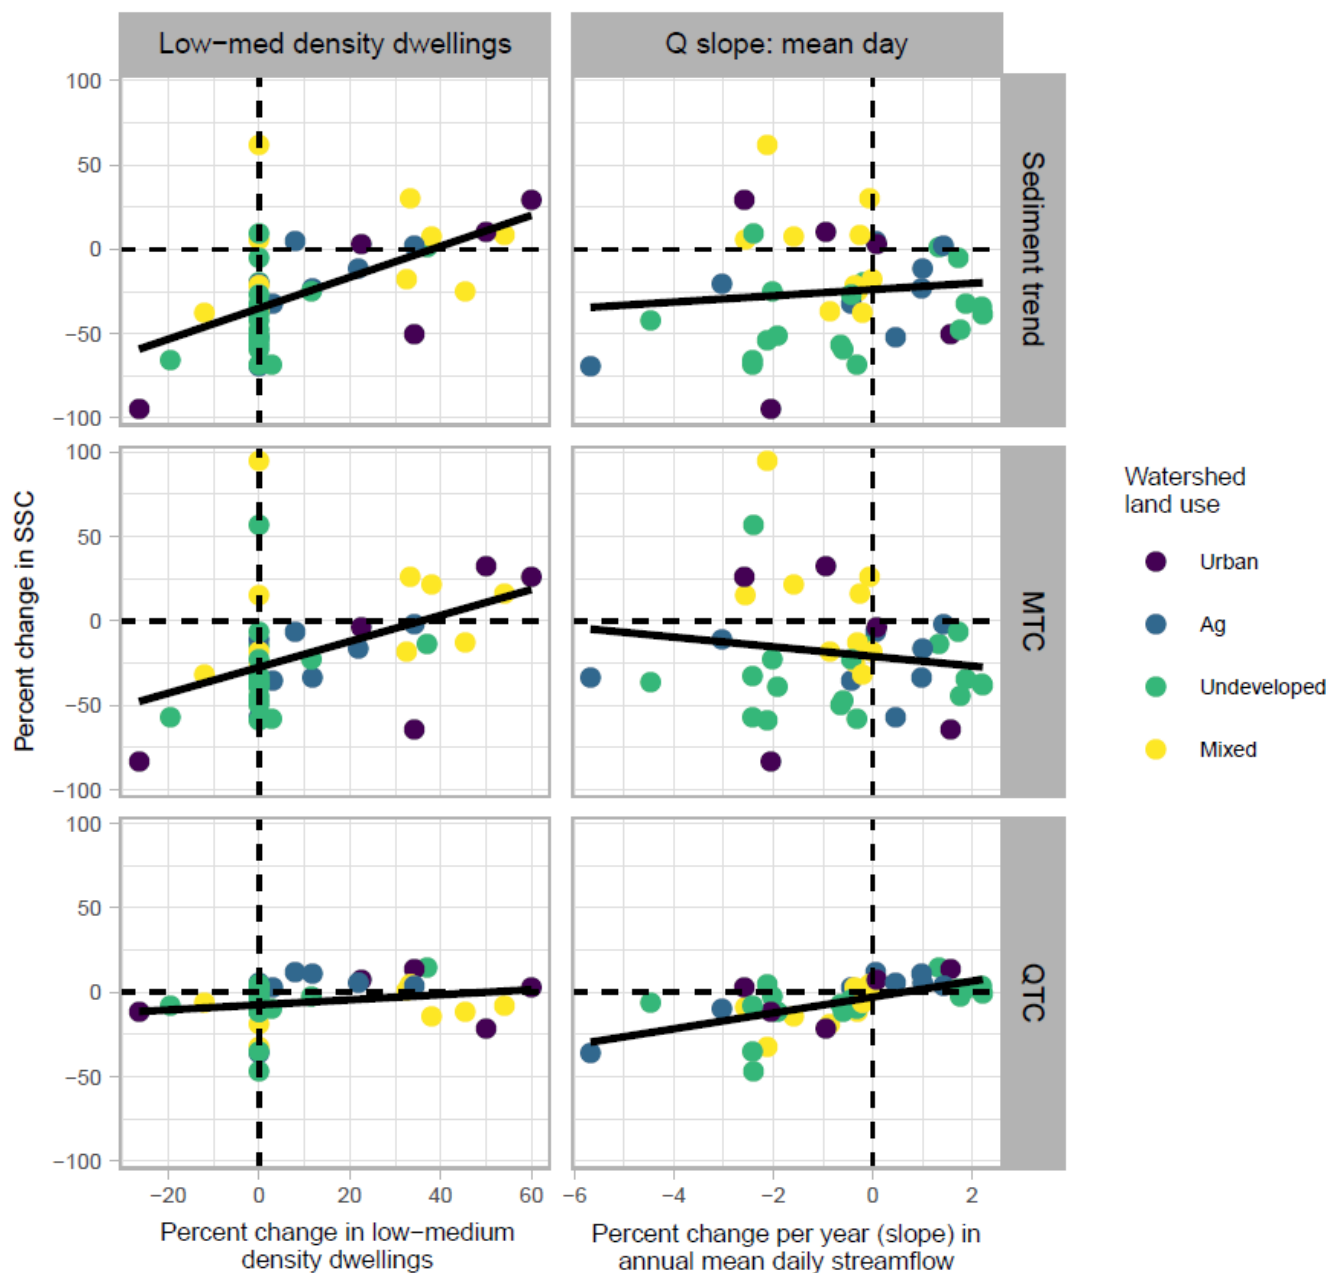 Low-med density dwellings
Q slope: mean day
100
50
0
−50
−100
Sediment trend
100
50
0
−50
−100
MTC
100
50
0
−50
−100
QTC
Percent change in SSC
−20 0 20 40 60
−6 −4 −2 0 2
Percent change in low−medium
density dwellings
Percent change per year (slope) in
annual mean daily streamflow
Watershed
land use
Urban
Ag
Undeveloped
Mixed